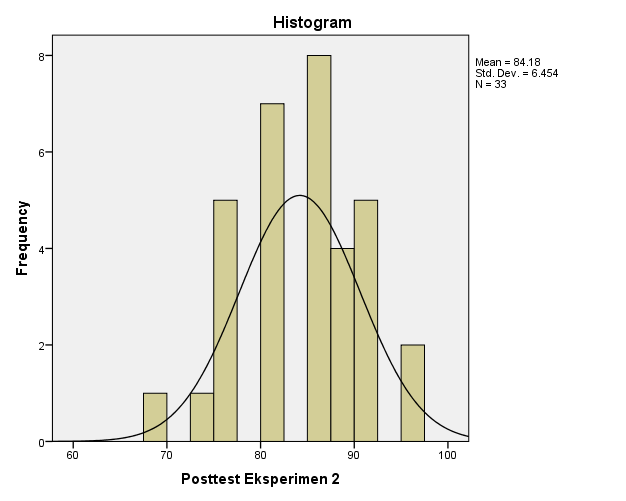 Histogram
Mean = 84.18
Std. Dev. = 6.454
N = 33
Frequency
8
6
4
2
0
60 70 80 90 100
Posttest Eksperimen 2